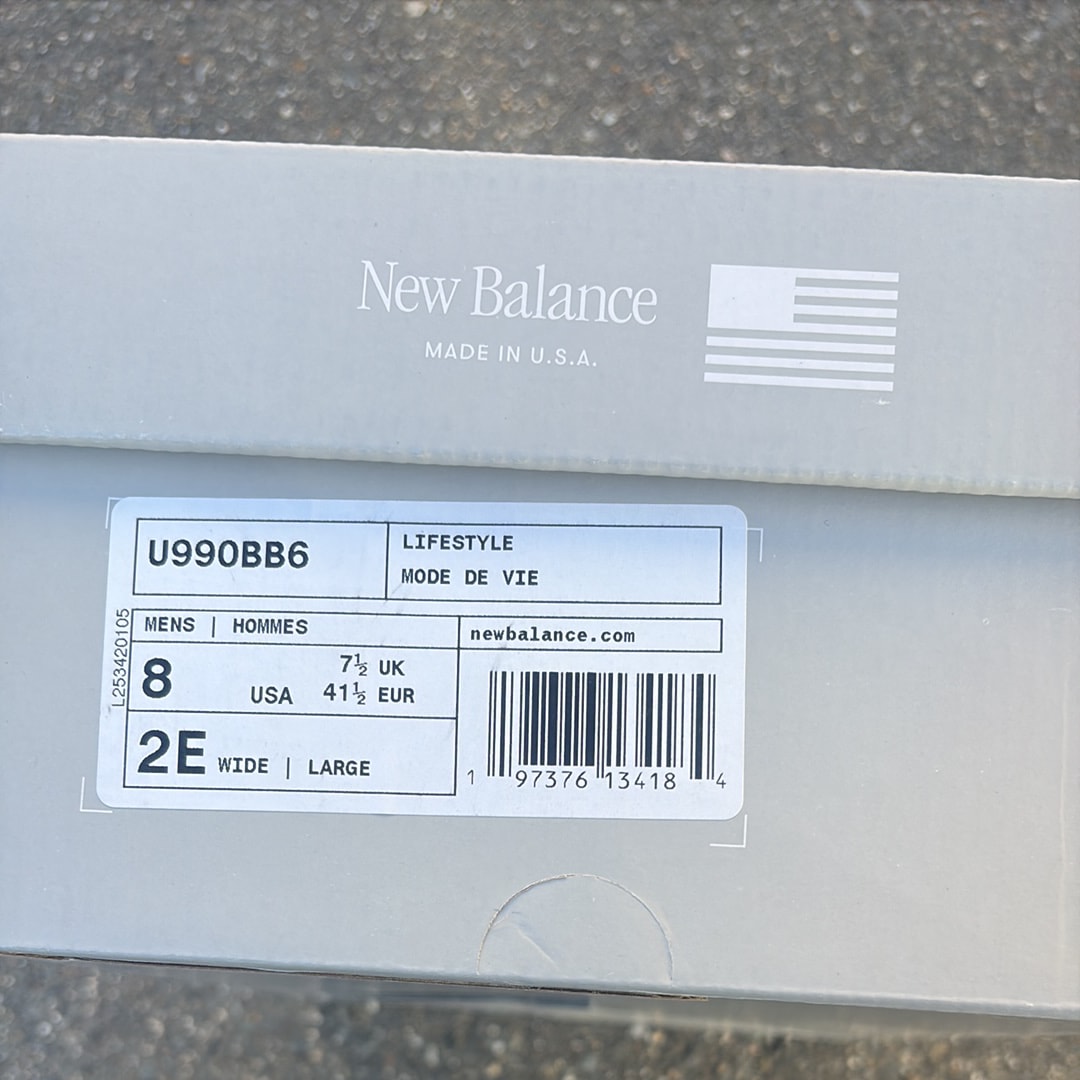 New Balance
MADE IN U.S.A.
U990BB6
LIFESTYLE
MODE DE VIE
L253420105
MENS | HOMMES
newbalance.com
8 USA 7½ UK
41½ EUR
2E WIDE | LARGE
1 97376 13418 4